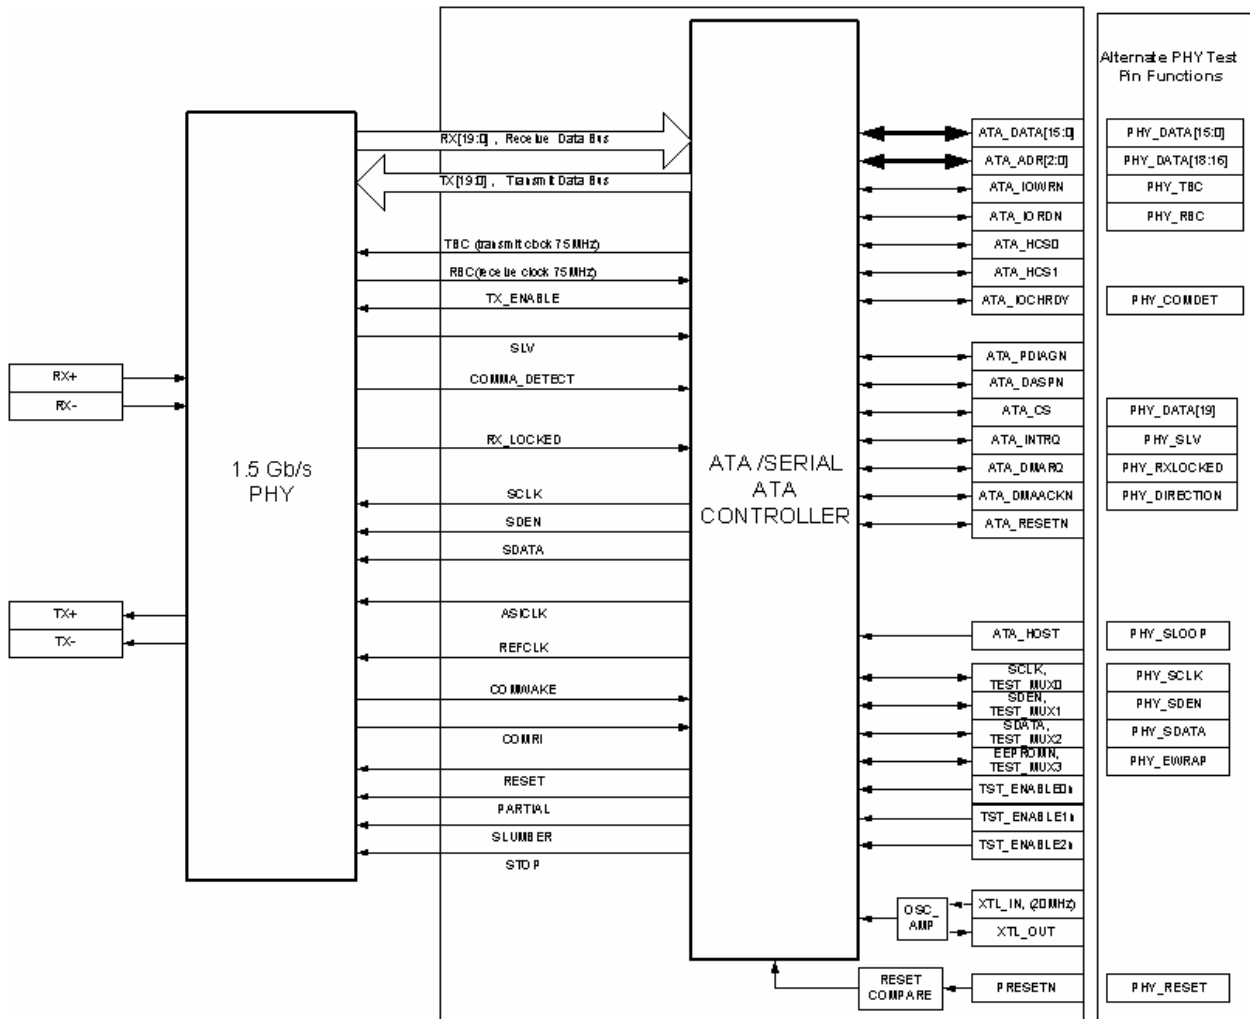 Alternate PHY Test
Pin Functions
RX[19:0] , Receive Data Bus
TX[19:0] , Transmit Data Bus
TBC (transmit clock 75 MHz)
RBC(receive clock 75 MHz)
TX_ENABLE
SLV
COMMA_DETECT
RX_LOCKED
SCLK
SDEN
SDATA
ASICLK
REFCLK
COMWAKE
COMRI
RESET
PARTIAL
SLUMBER
STOP
RX+
RX-
TX+
TX-
1.5 Gb/s
PHY
ATA /SERIAL
ATA
CONTROLLER
ATA_DATA[15:0]
PHY_DATA[15:0]
ATA_ADR[2:0]
PHY_DATA[18:16]
ATA_IOWRN
PHY_TBC
ATA_IORDN
PHY_RBC
ATA_HCS0
ATA_HCS1
ATA_IOCHRDY
PHY_COMDET
ATA_PDIAGN
ATA_DASPN
ATA_CS
PHY_DATA[19]
ATA_INTRQ
PHY_SLV
ATA_DMARQ
PHY_RXLOCKED
ATA_DMAACKN
PHY_DIRECTION
ATA_RESETN
ATA_HOST
PHY_SLOOP
SCLK,
TEST_MUX0
PHY_SCLK
SDEN,
TEST_MUX1
PHY_SDEN
SDATA,
TEST_MUX2
PHY_SDATA
EEPROMN,
TEST_MUX3
PHY_EWRAP
TST_ENABLE0n
TST_ENABLE1n
TST_ENABLE2n
OSC_
AMP
XTL_IN, (20MHz)
XTL_OUT
RESET
COMPARE
PRESETN
PHY_RESET